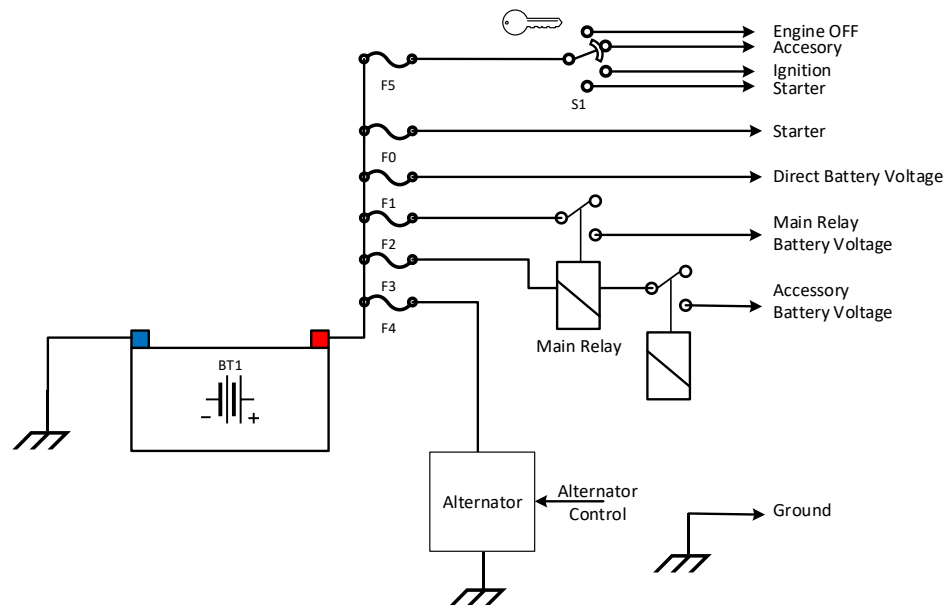 Engine OFF
Accesory
Ignition
Starter
F5
S1
Starter
F0
Direct Battery Voltage
F1
Main Relay
Battery Voltage
F2
Accessory
Battery Voltage
F3
F4
Main Relay
BT1
- +
Alternator
Alternator
Control
Ground